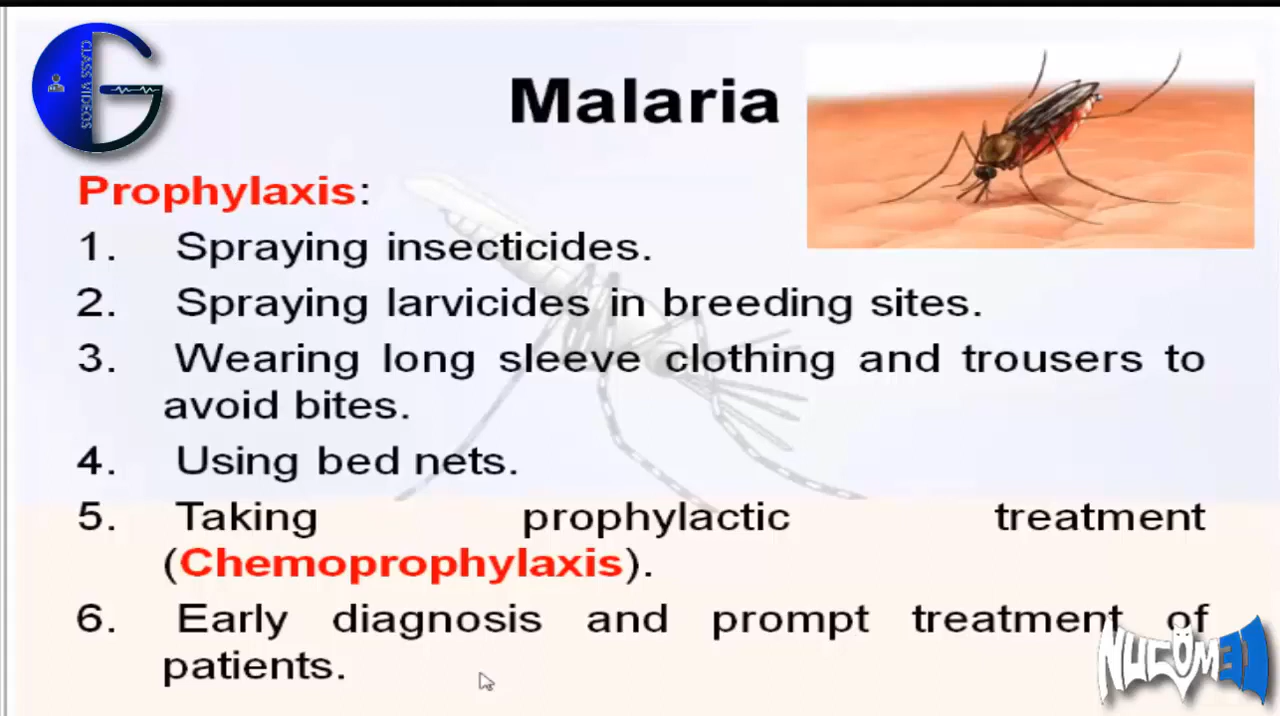 CLASS VIDEOS
Malaria
Prophylaxis:
1. Spraying insecticides.
2. Spraying larvicides in breeding sites.
3. Wearing long sleeve clothing and trousers to
avoid bites.
4. Using bed nets.
5. Taking prophylactic treatment
(Chemoprophylaxis).
6. Early diagnosis and prompt treatment of
patients.